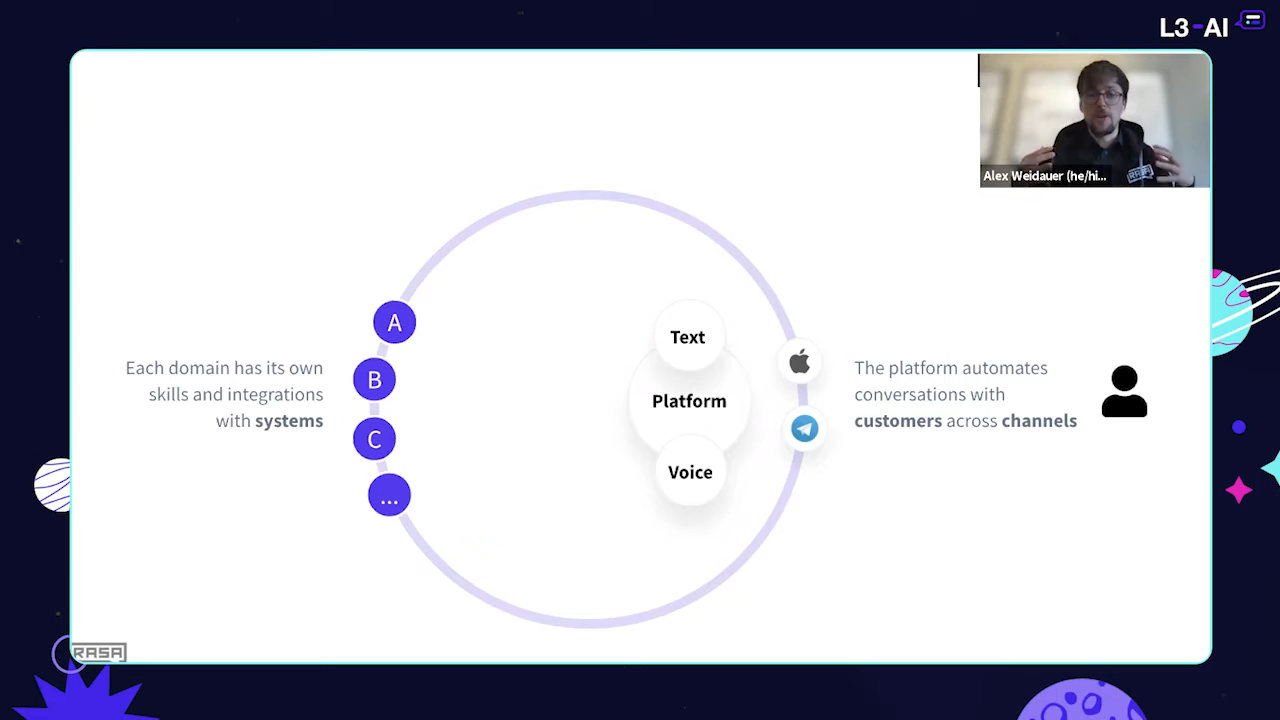 L3-AI
Alex Weidauer (he/hi...
Text
A
Each domain has its own
skills and integrations
with systems
B
C
...
Platform
Voice
The platform automates
conversations with
customers across channels
RASA